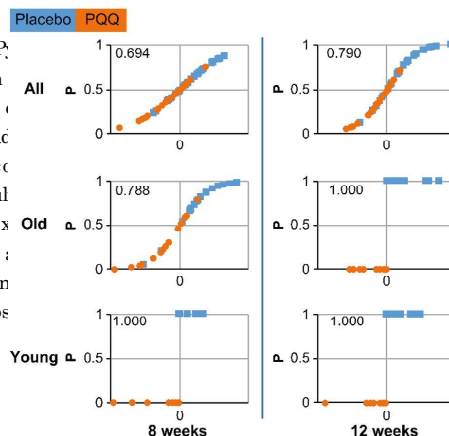 Placebo PQQ
All P 1 0.5 0 0.694 0
P 1 0.5 0 0.790 0
Old P 1 0.5 0 0.788 0
1 0.5 0 1.000 0
Young P 1 0.5 0 1.000 0
P 1 0.5 0 1.000 0
8 weeks 12 weeks